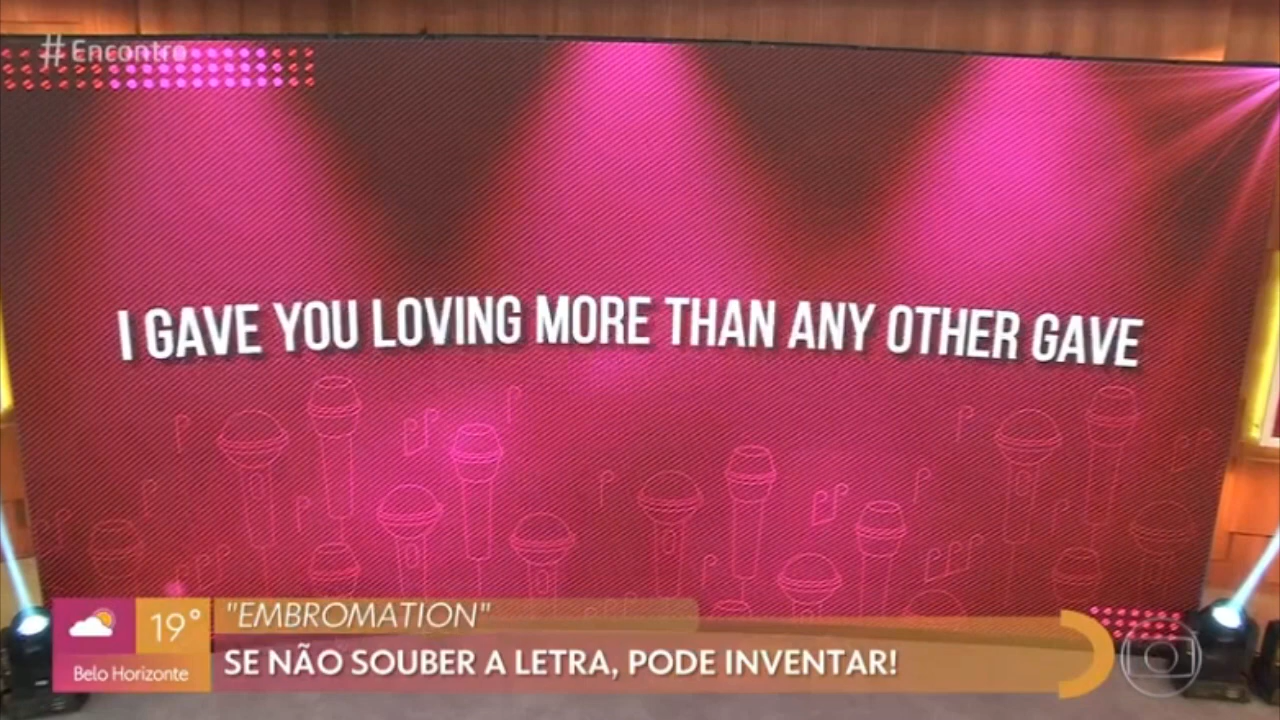 #Encontro
I GAVE YOU LOVING MORE THAN ANY OTHER GAVE
19°
Belo Horizonte
"EMBROMATION"
SE NÃO SOUBER A LETRA, PODE INVENTAR!